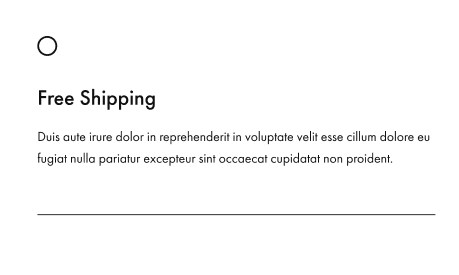 Free Shipping
Duis aute irure dolor in reprehenderit in voluptate velit esse cillum dolore eu
fugiat nulla pariatur excepteur sint occaecat cupidatat non proident.